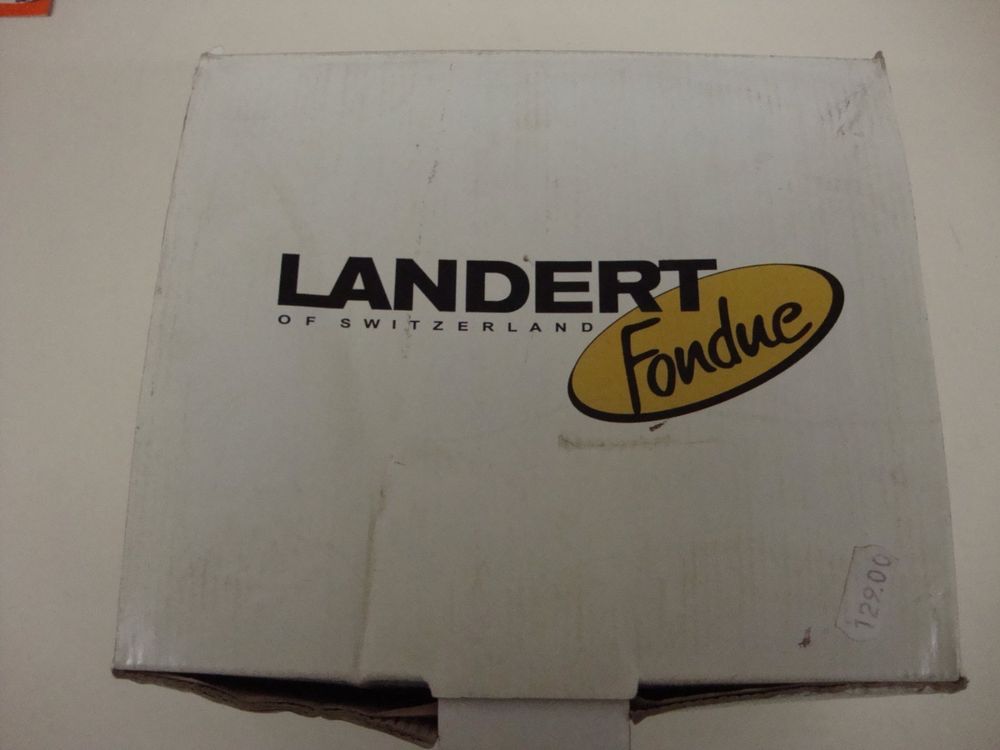 LANDERT
OF SWITZERLAND
Fondue
129.00